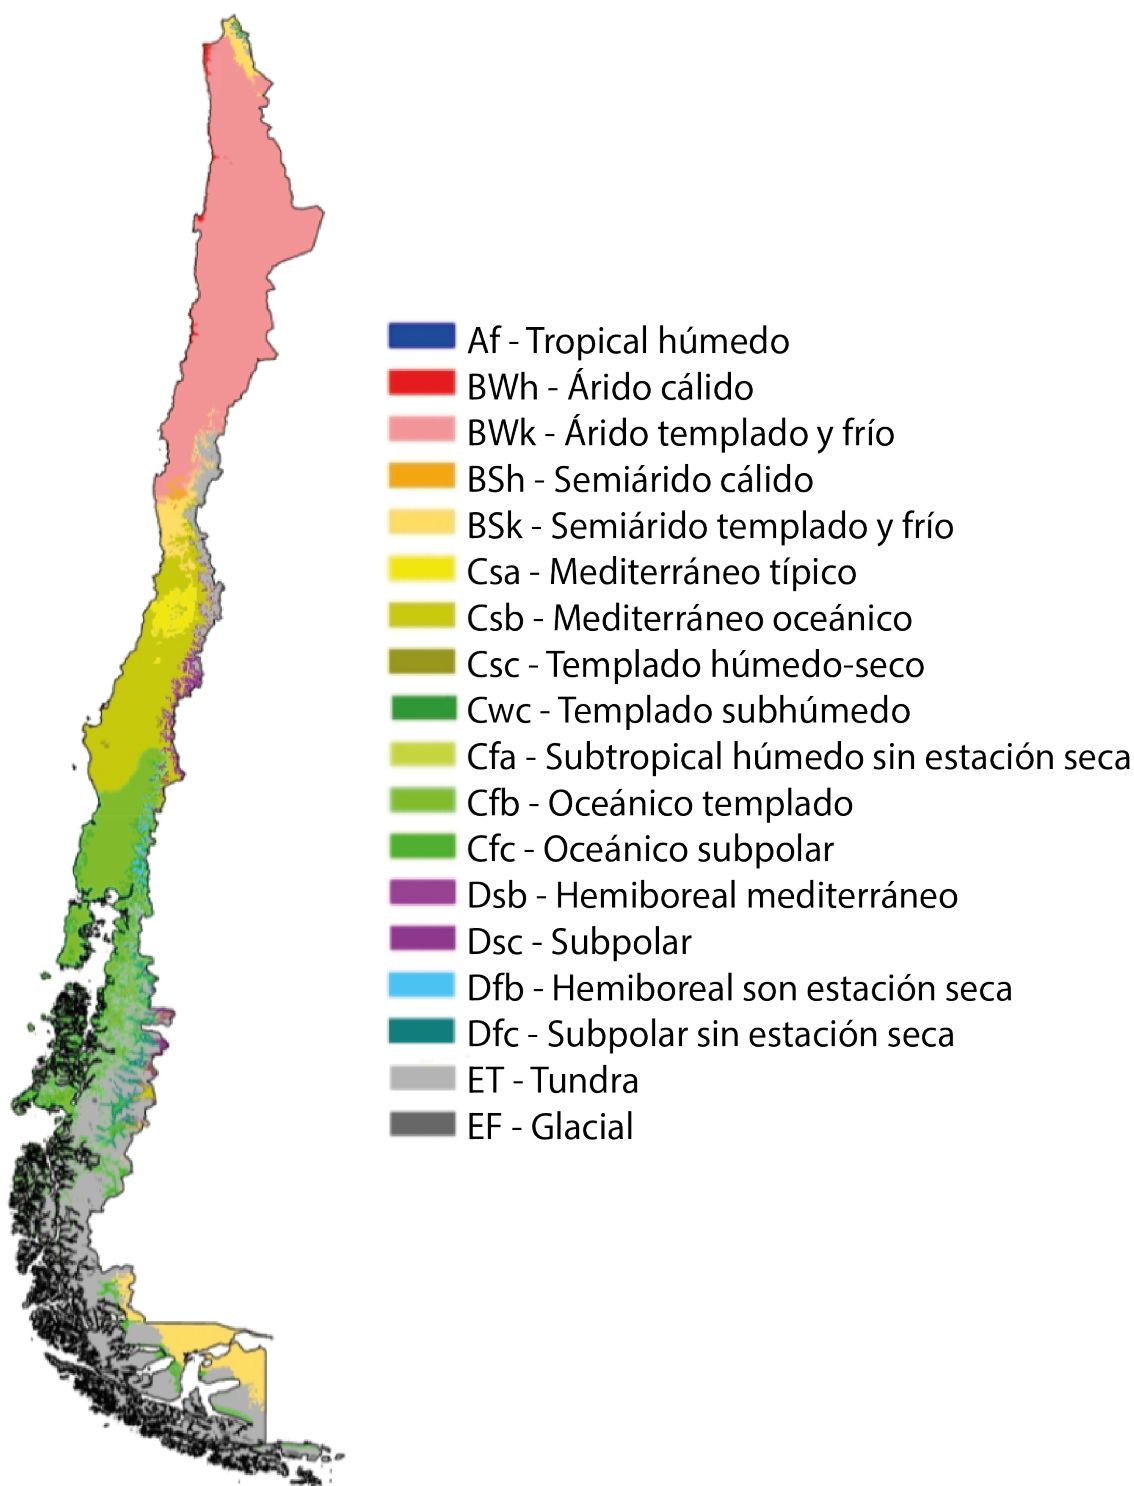 Af - Tropical húmedo
BWh - Árido cálido
BWk - Árido templado y frío
BSh - Semiárido cálido
BSk - Semiárido templado y frío
Csa - Mediterráneo típico
Csb - Mediterráneo oceánico
Csc - Templado húmedo-seco
Cwc - Templado subhúmedo
Cfa - Subtropical húmedo sin estación seca
Cfb - Oceánico templado
Cfc - Oceánico subpolar
Dsb - Hemiboreal mediterráneo
Dsc - Subpolar
Dfb - Hemiboreal son estación seca
Dfc - Subpolar sin estación seca
ET - Tundra
EF - Glacial